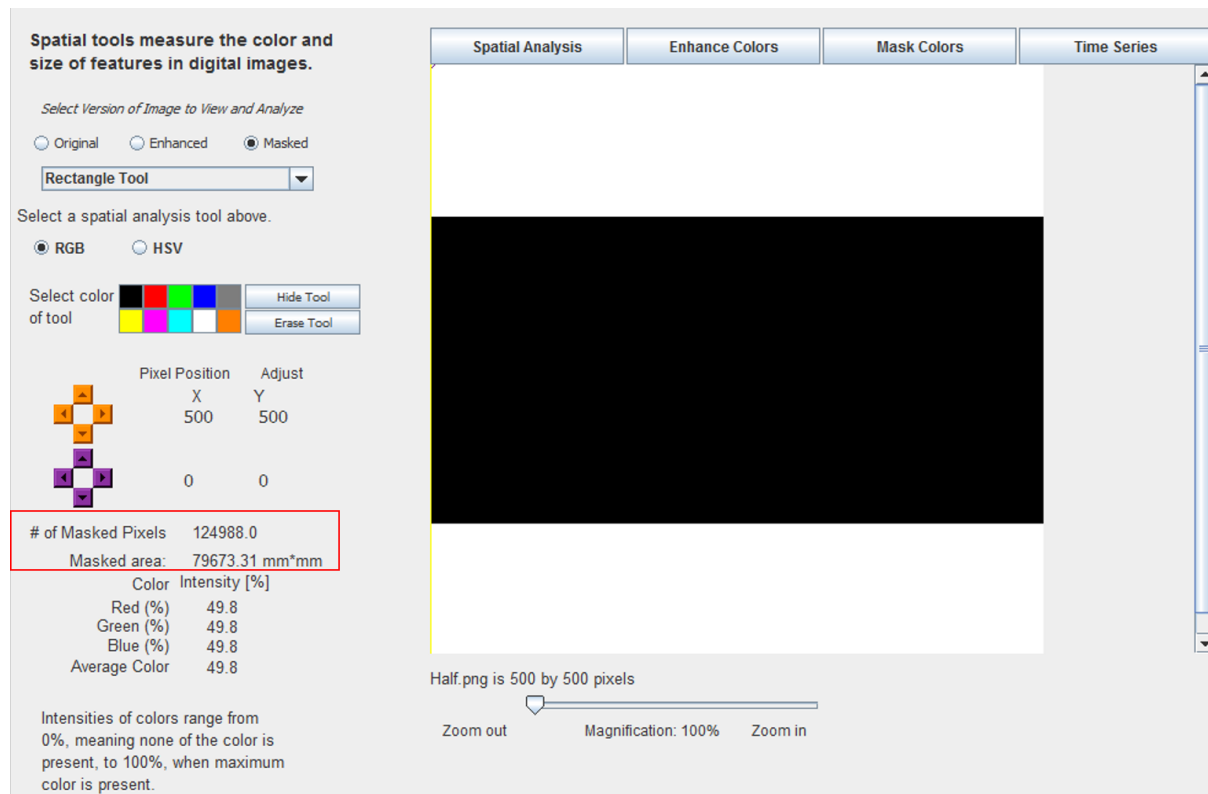 Spatial tools measure the color and
size of features in digital images.
Select Version of Image to View and Analyze
Original Enhanced Masked
Rectangle Tool
Select a spatial analysis tool above.
RGB HSV
Select color
of tool
Hide Tool
Erase Tool
Pixel Position Adjust
X Y
500 500
0 0
# of Masked Pixels 124988.0
Masked area: 79673.31 mm*mm
Color Intensity [%]
Red (%) 49.8
Green (%) 49.8
Blue (%) 49.8
Average Color 49.8
Intensities of colors range from
0%, meaning none of the color is
present, to 100%, when maximum
color is present.
Spatial Analysis Enhance Colors Mask Colors Time Series
Half.png is 500 by 500 pixels
Zoom out Magnification: 100% Zoom in